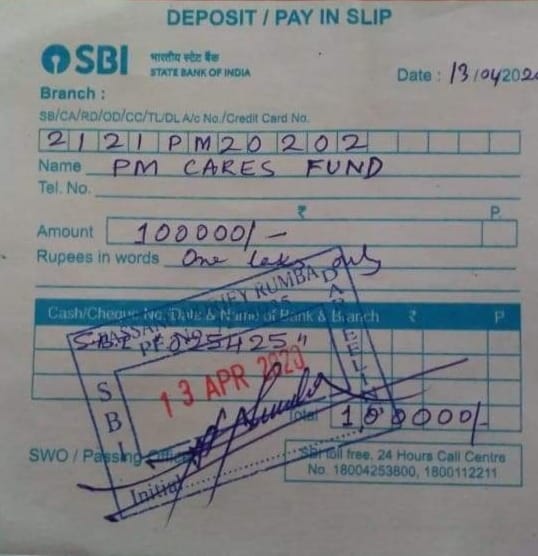 DEPOSIT / PAY IN SLIP
SBI भारतीय स्टेट बैंक
STATE BANK OF INDIA
Date : 13/04/2020
Branch :
SB/CA/RD/OD/CC/TL/DL A/c No./Credit Card No.
2121PM20202
Name PM CARES FUND
Tel. No.
₹ P.
Amount 100000/-
Rupees in words One lakh only
Cash/Cheque No. Date & Name of Bank & Branch ₹ P
PASSANG RUMBA
SBI "025425"
SBI
13 APR 2020
Total 100000/-
SWO / Passing Officer
Initial
SBI toll free, 24 Hours Call Centre
No. 18004253800, 1800112211